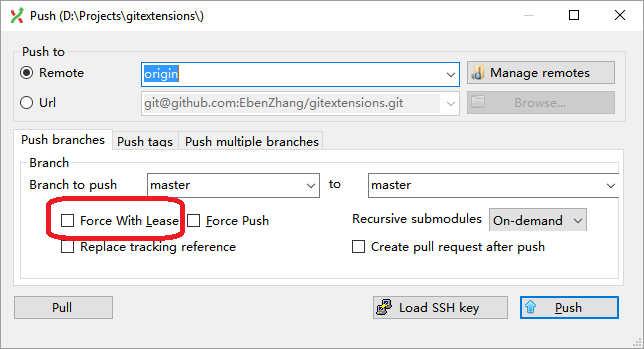 Push (D:\Projects\gitextensions\)
Push to
Remote origin Manage remotes
Url git@github.com:EbenZhang/gitextensions.git Browse...
Push branches Push tags Push multiple branches
Branch
Branch to push master to master
Force With Lease Force Push Recursive submodules On-demand
Replace tracking reference Create pull request after push
Pull Load SSH key Push